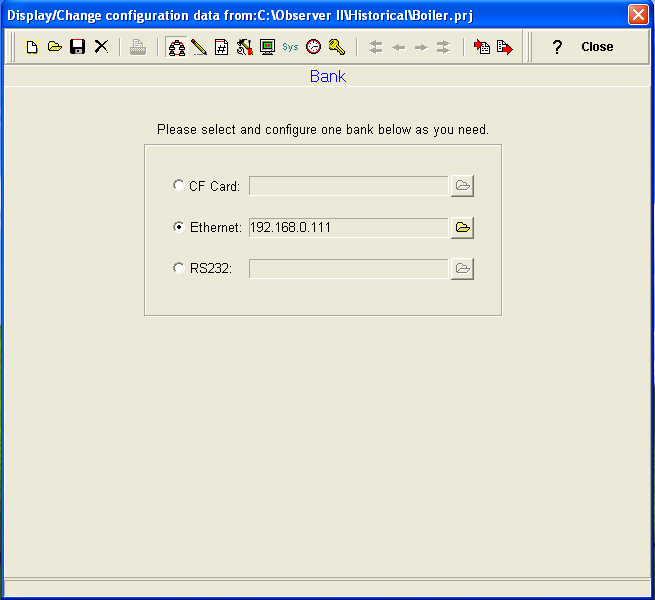 Display/Change configuration data from:C:\Observer II\Historical\Boiler.prj
Sys ? Close
Bank
Please select and configure one bank below as you need.
CF Card:
Ethernet: 192.168.0.111
RS232: